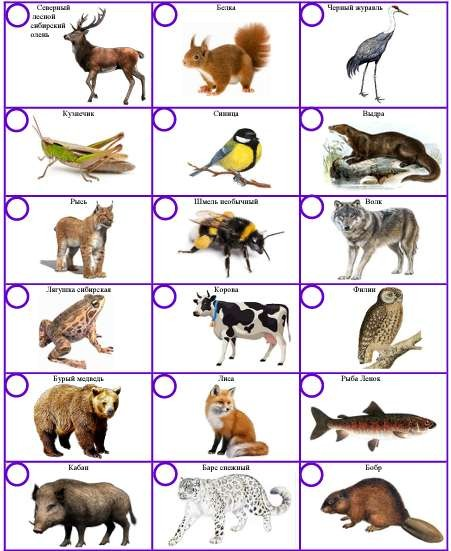 Северный
лесной
сибирский
олень
Белка
Черный журавль
Кузнечик
Синица
Выдра
Рысь
Шмель необычный
Волк
Лягушка сибирская
Корова
Филин
Бурый медведь
Лиса
Рыба Ленок
Кабан
Барс снежный
Бобр